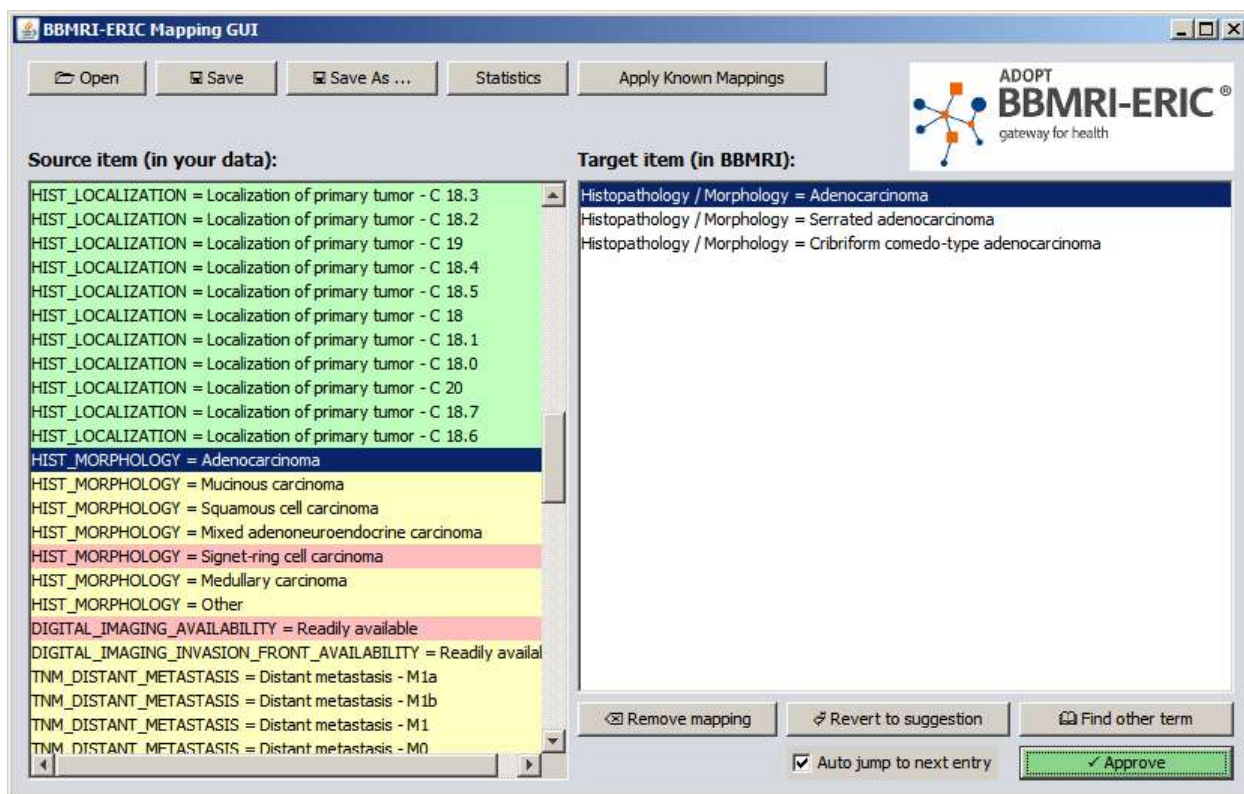 BBMRI-ERIC Mapping GUI
Open Save Save As ... Statistics Apply Known Mappings
ADOPT
BBMRI-ERIC®
gateway for health
Source item (in your data): Target item (in BBMRI):
HIST_LOCALIZATION = Localization of primary tumor - C 18.3
HIST_LOCALIZATION = Localization of primary tumor - C 18.2
HIST_LOCALIZATION = Localization of primary tumor - C 19
HIST_LOCALIZATION = Localization of primary tumor - C 18.4
HIST_LOCALIZATION = Localization of primary tumor - C 18.5
HIST_LOCALIZATION = Localization of primary tumor - C 18
HIST_LOCALIZATION = Localization of primary tumor - C 18.1
HIST_LOCALIZATION = Localization of primary tumor - C 18.0
HIST_LOCALIZATION = Localization of primary tumor - C 20
HIST_LOCALIZATION = Localization of primary tumor - C 18.7
HIST_LOCALIZATION = Localization of primary tumor - C 18.6
HIST_MORPHOLOGY = Adenocarcinoma
HIST_MORPHOLOGY = Mucinous carcinoma
HIST_MORPHOLOGY = Squamous cell carcinoma
HIST_MORPHOLOGY = Mixed adenoneuroendocrine carcinoma
HIST_MORPHOLOGY = Signet-ring cell carcinoma
HIST_MORPHOLOGY = Medullary carcinoma
HIST_MORPHOLOGY = Other
DIGITAL_IMAGING_AVAILABILITY = Readily available
DIGITAL_IMAGING_INVASION_FRONT_AVAILABILITY = Readily availal
TNM_DISTANT_METASTASIS = Distant metastasis - M1a
TNM_DISTANT_METASTASIS = Distant metastasis - M1b
TNM_DISTANT_METASTASIS = Distant metastasis - M1
TNM_DISTANT_METASTASIS = Distant metastasis - M0
Histopathology / Morphology = Adenocarcinoma
Histopathology / Morphology = Serrated adenocarcinoma
Histopathology / Morphology = Cribriform comedo-type adenocarcinoma
Remove mapping Revert to suggestion Find other term
Auto jump to next entry ✓ Approve